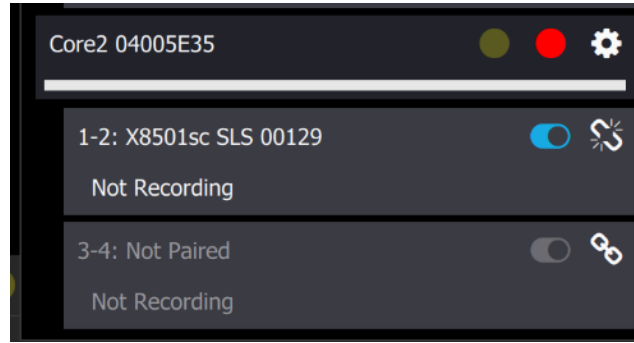 Core2 04005E35
1-2: X8501sc SLS 00129
Not Recording
3-4: Not Paired
Not Recording